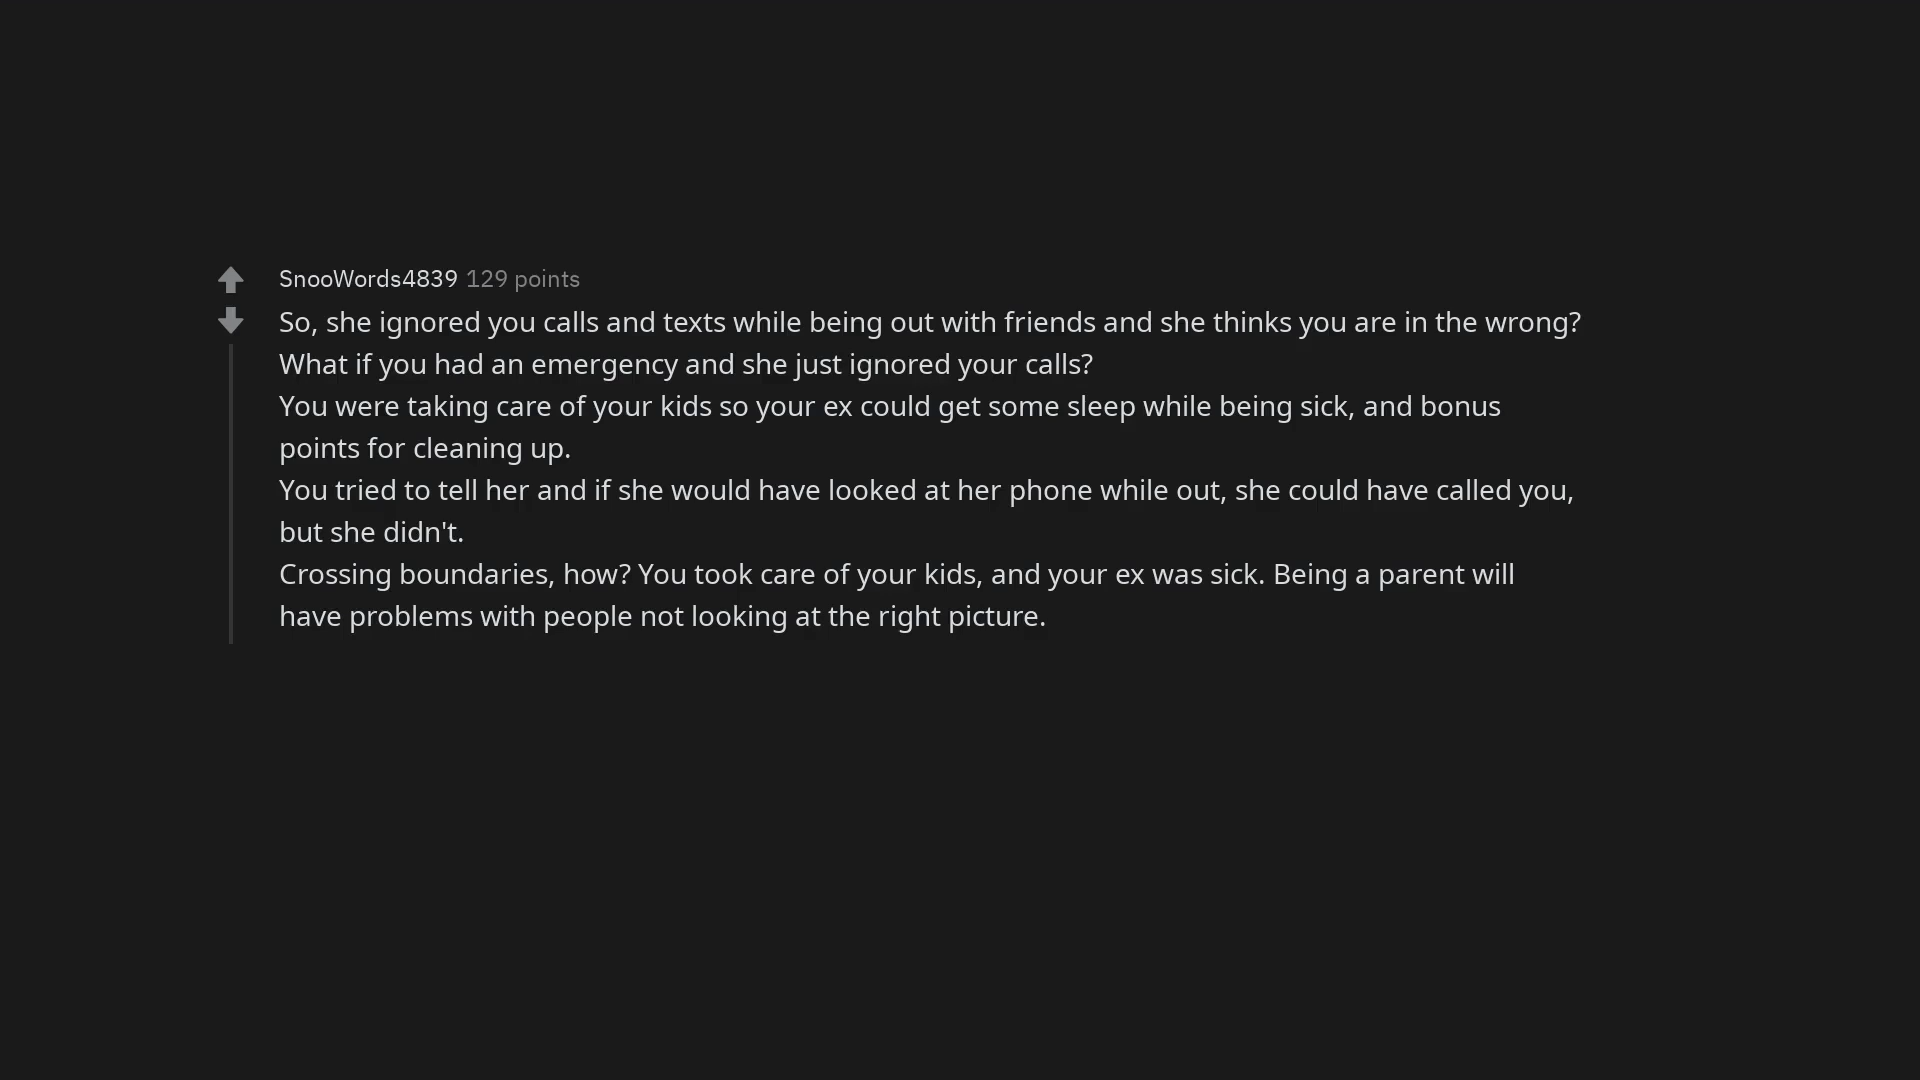 SnooWords4839 129 points
So, she ignored you calls and texts while being out with friends and she thinks you are in the wrong?
What if you had an emergency and she just ignored your calls?
You were taking care of your kids so your ex could get some sleep while being sick, and bonus
points for cleaning up.
You tried to tell her and if she would have looked at her phone while out, she could have called you,
but she didn't.
Crossing boundaries, how? You took care of your kids, and your ex was sick. Being a parent will
have problems with people not looking at the right picture.